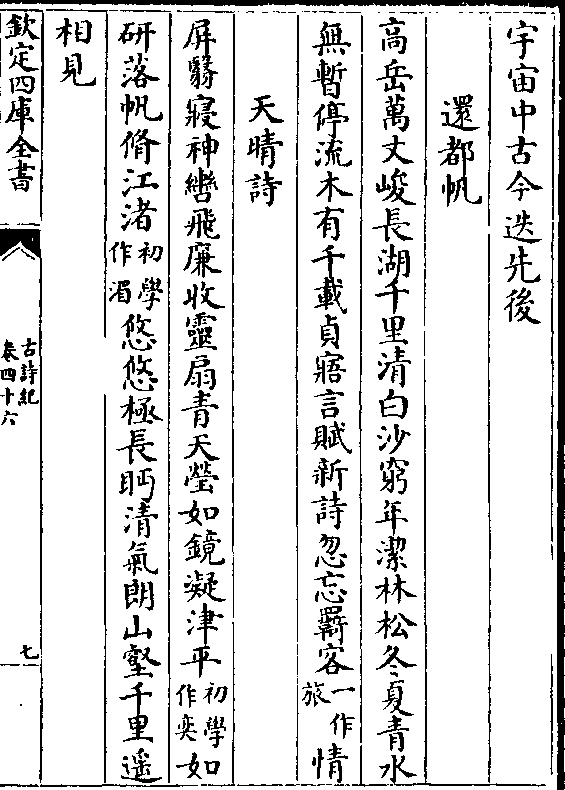 宇宙中古今迭先後
還都帆
高岳萬丈峻長湖千里清白沙窮年潔林松冬夏青水
無暫停流木有千載貞寤言賦新詩忽忘羇客一作旅情
天晴詩
屏翳寢神轡飛廉收靈扇青天瑩如鏡凝津平初學作奕如
研落帆脩江渚初學作湄悠悠極長眄清氣朗山壑千里遥
相見
欽定四庫全書
古詩紀
卷四十六
七